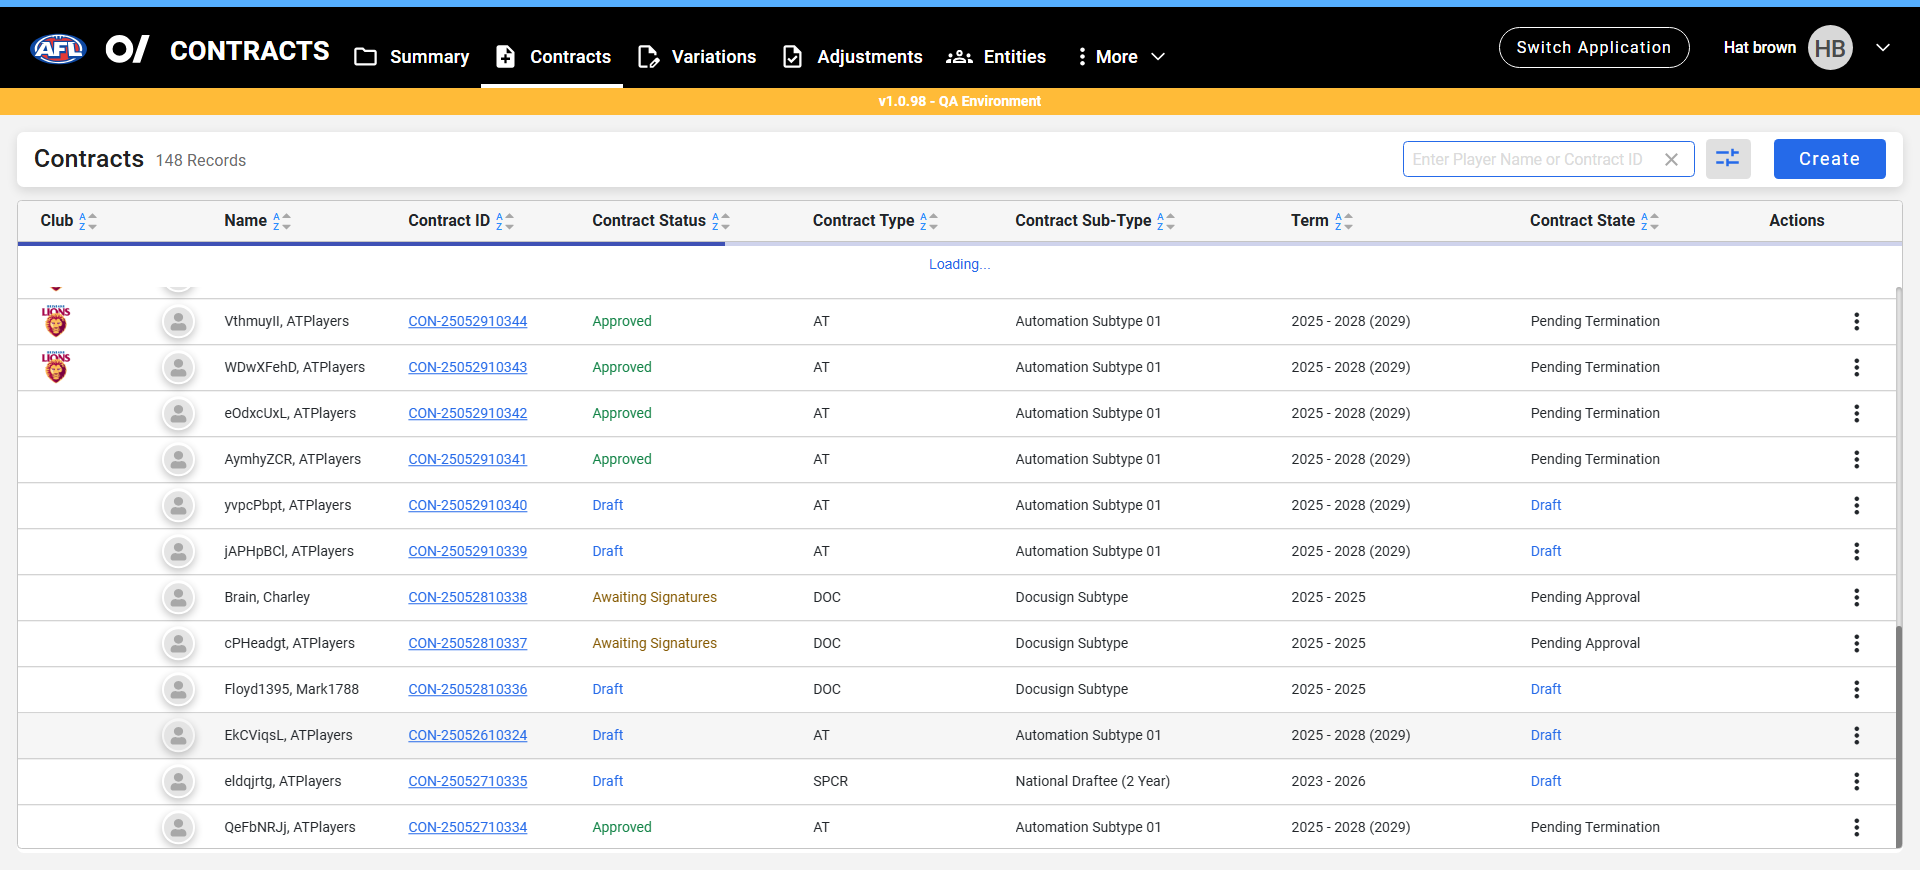 AFL CONTRACTS Summary Contracts Variations Adjustments Entities More Switch Application Hat brown HB
v1.0.98 - QA Environment
Contracts 148 Records Enter Player Name or Contract ID Create
Club Name Contract ID Contract Status Contract Type Contract Sub-Type Term Contract State Actions
Loading...
LIONS VthmuyII, ATPlayers CON-25052910344 Approved AT Automation Subtype 01 2025 - 2028 (2029) Pending Termination
LIONS WDwXFehD, ATPlayers CON-25052910343 Approved AT Automation Subtype 01 2025 - 2028 (2029) Pending Termination
eOdxcUxL, ATPlayers CON-25052910342 Approved AT Automation Subtype 01 2025 - 2028 (2029) Pending Termination
AymhyZCR, ATPlayers CON-25052910341 Approved AT Automation Subtype 01 2025 - 2028 (2029) Pending Termination
yvpcPbpt, ATPlayers CON-25052910340 Draft AT Automation Subtype 01 2025 - 2028 (2029) Draft
jAPHpBCl, ATPlayers CON-25052910339 Draft AT Automation Subtype 01 2025 - 2028 (2029) Draft
Brain, Charley CON-25052810338 Awaiting Signatures DOC Docusign Subtype 2025 - 2025 Pending Approval
cPHeadgt, ATPlayers CON-25052810337 Awaiting Signatures DOC Docusign Subtype 2025 - 2025 Pending Approval
Floyd1395, Mark1788 CON-25052810336 Draft DOC Docusign Subtype 2025 - 2025 Draft
EkCViqsL, ATPlayers CON-25052610324 Draft AT Automation Subtype 01 2025 - 2028 (2029) Draft
eldqjrtg, ATPlayers CON-25052710335 Draft SPCR National Draftee (2 Year) 2023 - 2026 Draft
QeFbNRJj, ATPlayers CON-25052710334 Approved AT Automation Subtype 01 2025 - 2028 (2029) Pending Termination